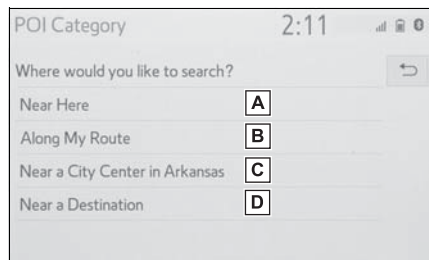 POI Category 2:11
Where would you like to search?
Near Here A
Along My Route B
Near a City Center in Arkansas C
Near a Destination D